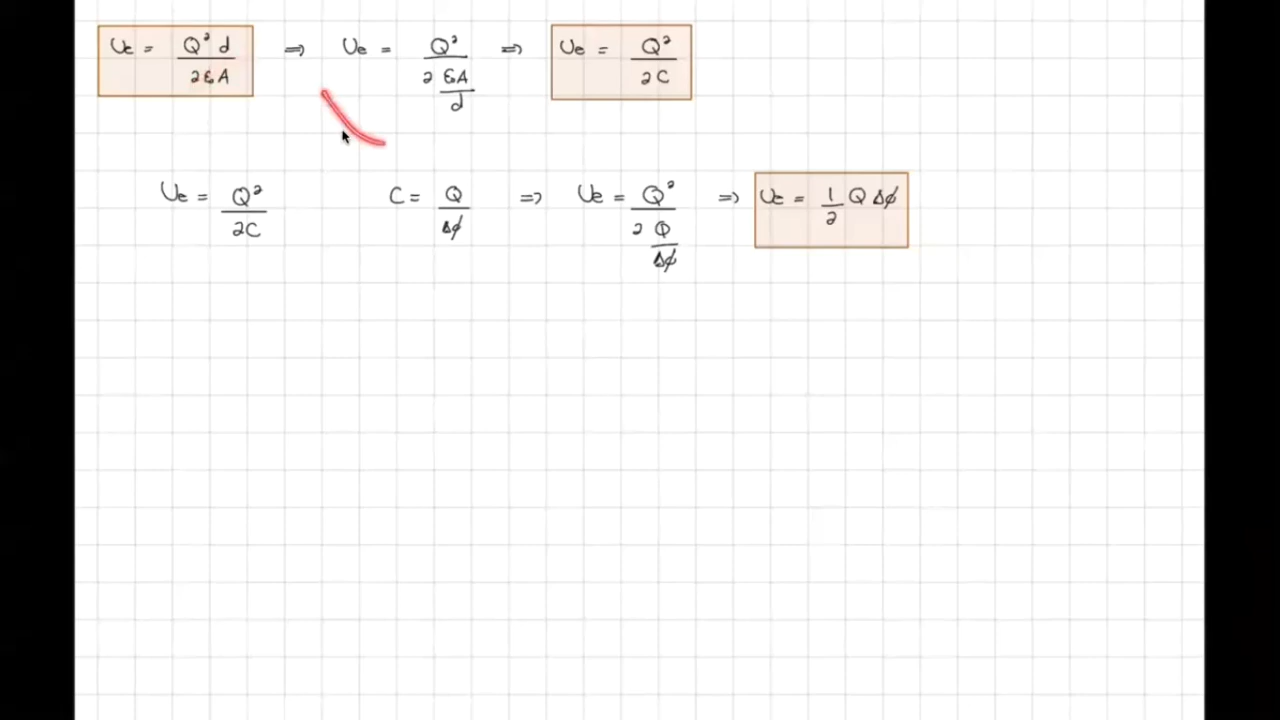 Ue = Q² d / 2εA ⇒ Ue = Q² / 2 εA/d ⇒ Ue = Q² / 2C
Ue = Q² / 2C C = Q / Δϕ ⇒ Ue = Q² / 2 Q/Δϕ ⇒ Ue = 1/2 Q Δϕ